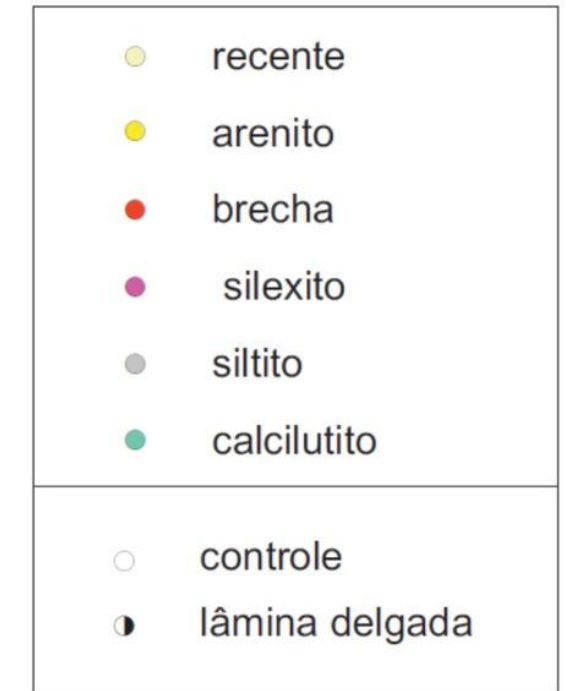 recente
arenito
brecha
silexito
siltito
calcilutito
controle
lâmina delgada